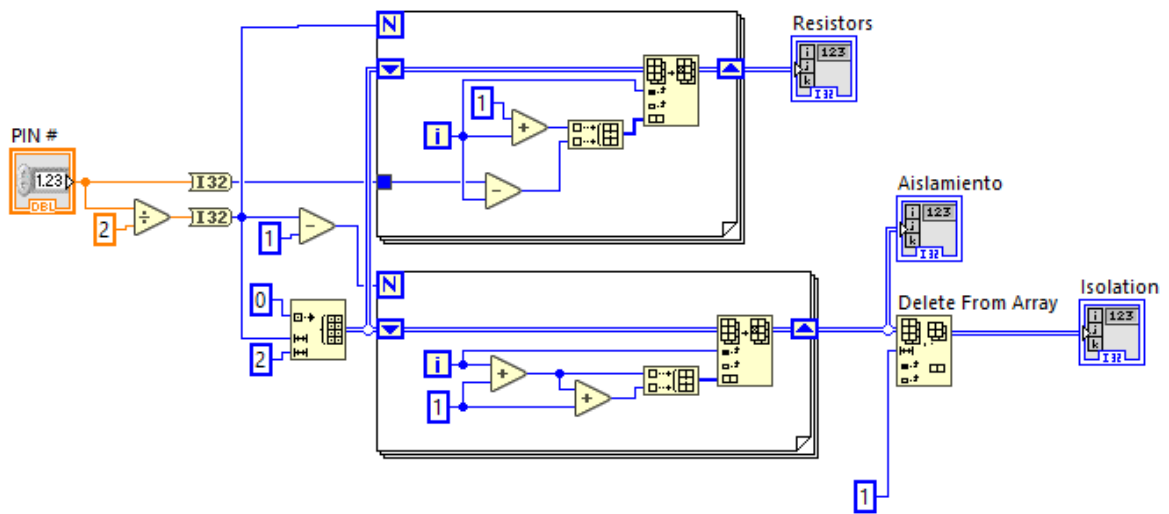 Resistors
123
i
j
k
I32
N
1
+
i
-
PIN #
1.23
DBL
I32
÷
2
I32
1
-
Aislamiento
123
i
j
k
I32
N
0
2
Delete From Array
Isolation
123
i
j
k
I32
i
+
1
+
1